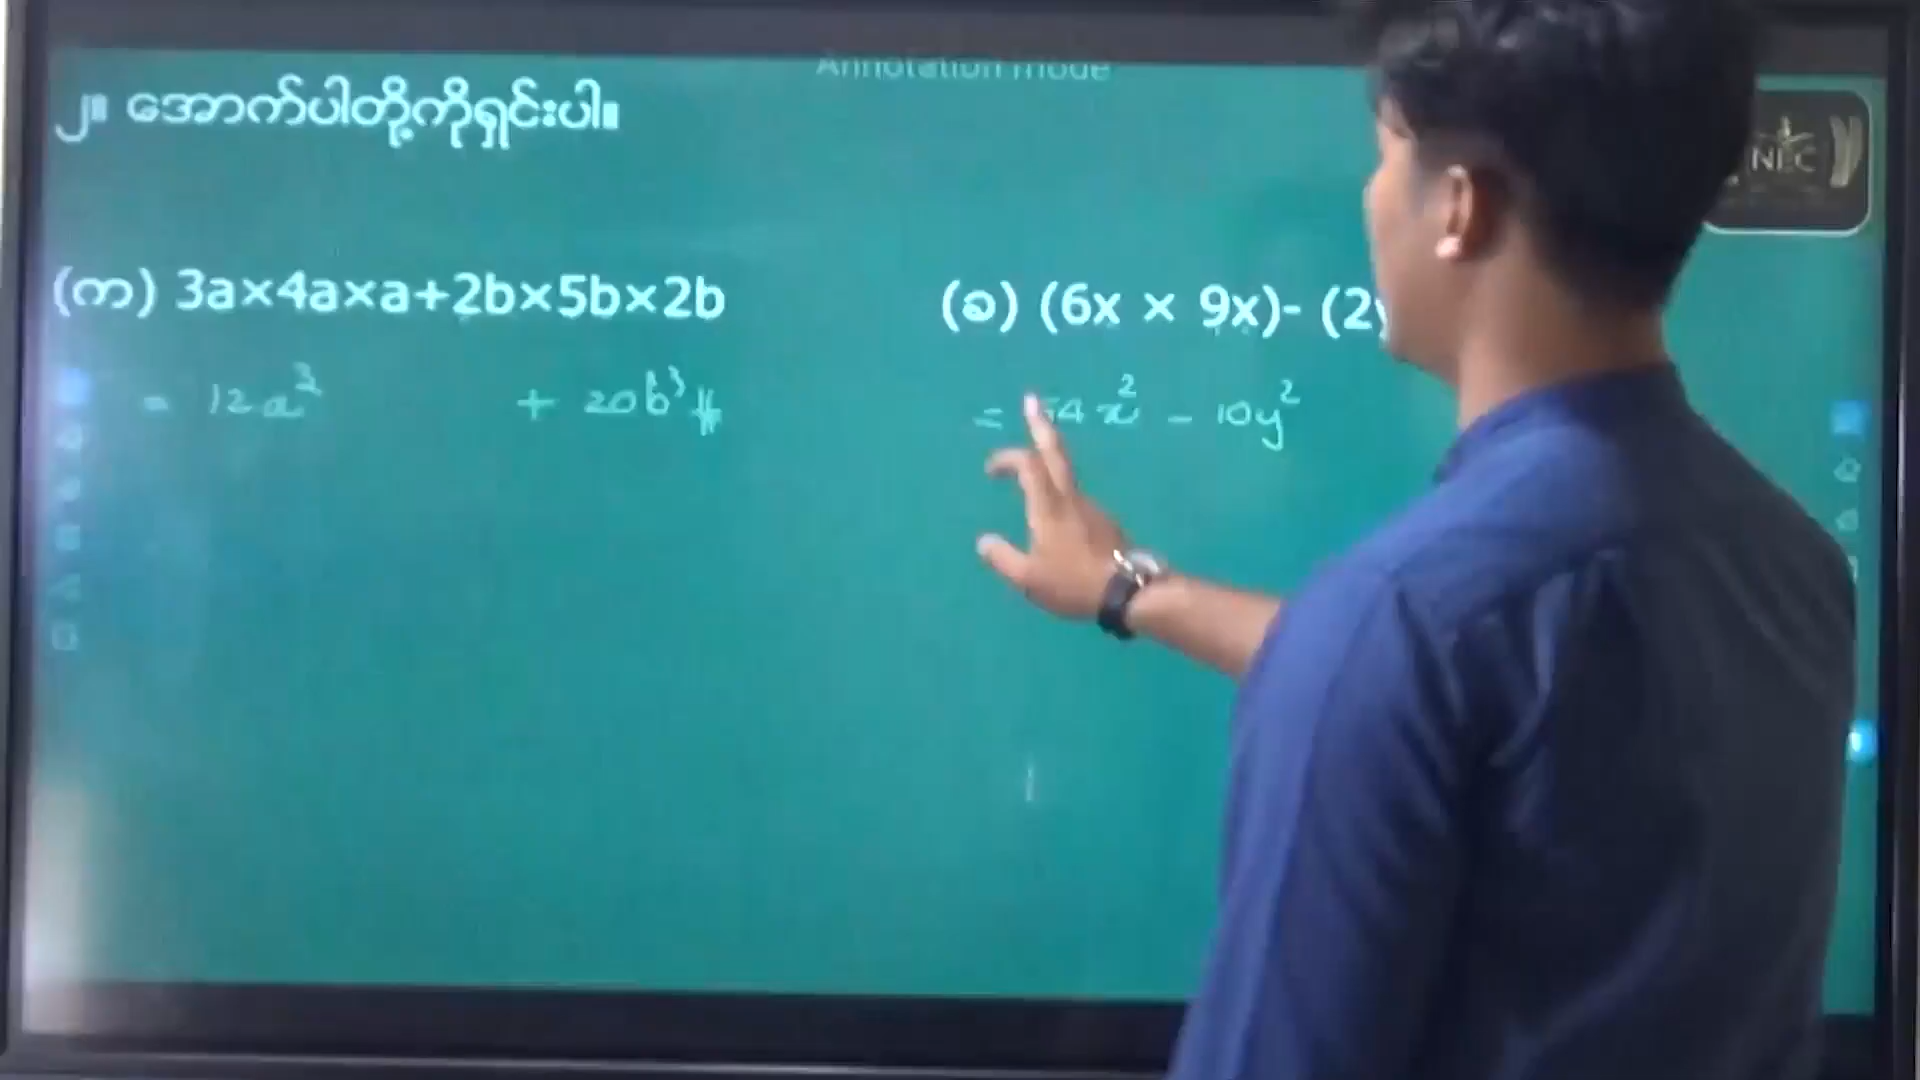 Annotation mode
၂။ အောက်ပါတို့ကိုရှင်းပါ။
NEC
(က) 3a×4a×a+2b×5b×2b
(ခ) (6x × 9x)- (2y
= 12a³ + 20b³
= 54x² - 10y²